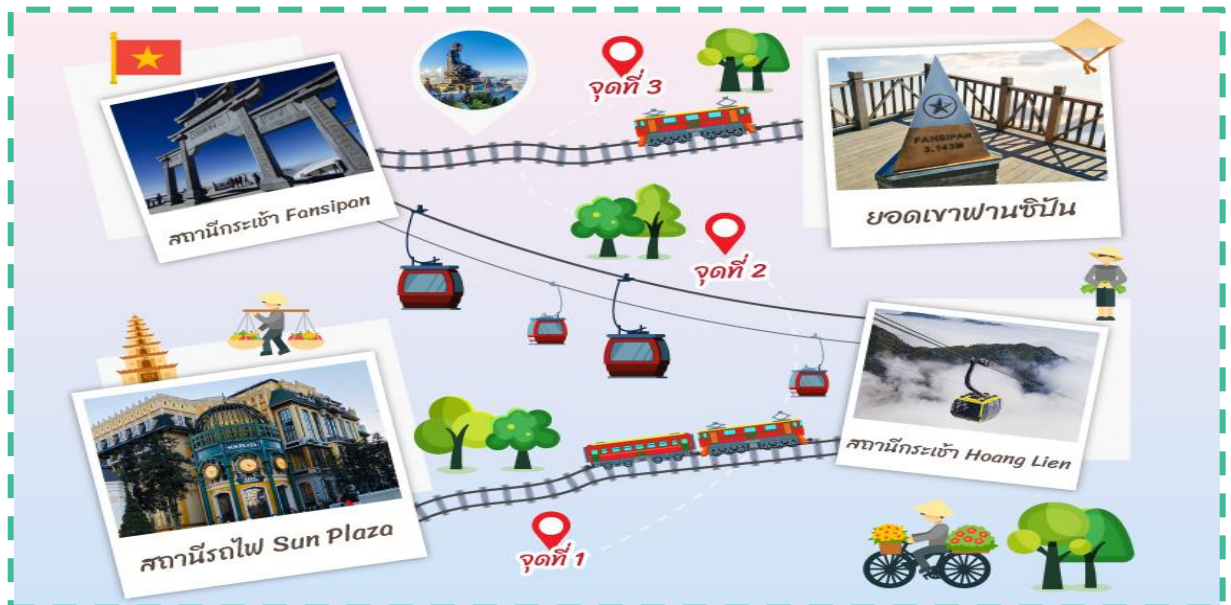 จุดที่ 3
FANSIPAN
3.143M
สถานีกระเช้า Fansipan
ยอดเขาฟานซิปัน
จุดที่ 2
SUN PLAZA
สถานีกระเช้า Hoang Lien
สถานีรถไฟ Sun Plaza
จุดที่ 1